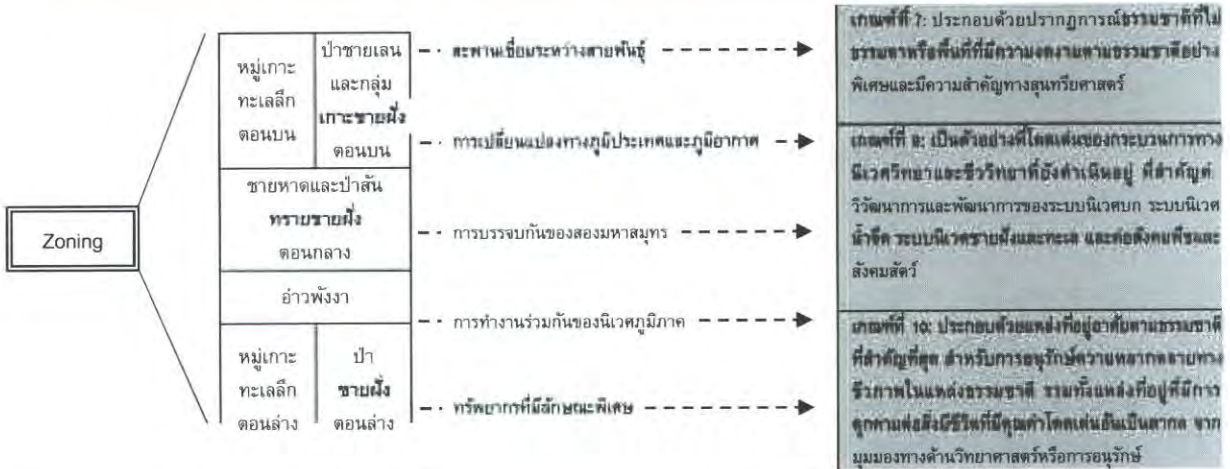 Zoning
หมู่เกาะ
ทะเลลึก
ตอนบน
ป่าชายเลน
และกลุ่ม
เกาะชายฝั่ง
ตอนบน
ชายหาดและป่าสัน
ทรายชายฝั่ง
ตอนกลาง
อ่าวพังงา
หมู่เกาะ
ทะเลลึก
ตอนล่าง
ป่า
ชายฝั่ง
ตอนล่าง
สะพานเชื่อมระหว่างสายพันธุ์
การเปลี่ยนแปลงทางภูมิประเทศและภูมิอากาศ
การบรรจบกันของสองมหาสมุทร
การทำงานร่วมกันของนิเวศภูมิภาค
ทรัพยากรที่มีลักษณะพิเศษ
เกณฑ์ที่ 7: ประกอบด้วยปรากฏการณ์ธรรมชาติที่ไม่
ธรรมดาหรือพื้นที่ที่มีความงดงามตามธรรมชาติอย่าง
พิเศษและมีความสำคัญทางสุนทรียศาสตร์
เกณฑ์ที่ 9: เป็นตัวอย่างที่โดดเด่นของกระบวนการทาง
นิเวศวิทยาและชีววิทยาที่ยังดำเนินอยู่ ที่สำคัญต่
วิวัฒนาการและพัฒนาการของระบบนิเวศบก ระบบนิเวศ
น้ำจืด ระบบนิเวศชายฝั่งและทะเล และต่อสังคมพืชและ
สังคมสัตว์
เกณฑ์ที่ 10: ประกอบด้วยแหล่งที่อยู่อาศัยตามธรรมชาติ
ที่สำคัญที่สุด สำหรับการอนุรักษ์ความหลากหลายทาง
ชีวภาพในแหล่งธรรมชาติ รวมทั้งแหล่งที่อยู่ที่มีการ
คุกคามต่อสิ่งมีชีวิตที่มีคุณค่าโดดเด่นอันเป็นสากล จาก
มุมมองทางด้านวิทยาศาสตร์หรือการอนุรักษ์